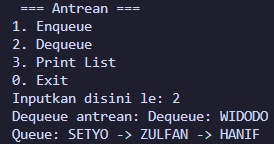 === Antrean ===
1. Enqueue
2. Dequeue
3. Print List
0. Exit
Inputkan disini le: 2
Dequeue antrean: Dequeue: WIDODO
Queue: SETYO -> ZULFAN -> HANIF